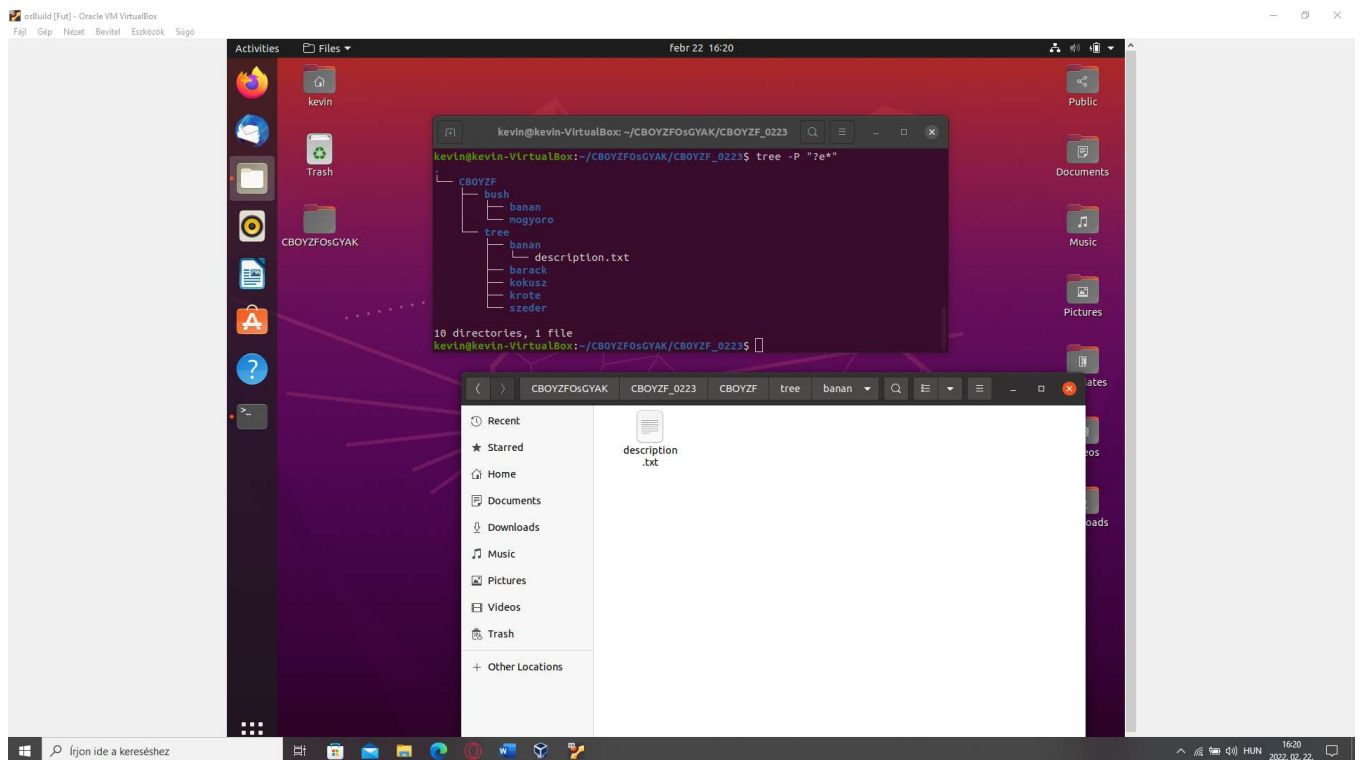 osBuild [Fut] - Oracle VM VirtualBox
Fájl Gép Nézet Bevitel Eszközök Súgó
Activities Files febr 22 16:20
kevin
Trash
CBOYZFOsGYAK
Public
Documents
Music
Pictures
kevin@kevin-VirtualBox: ~/CBOYZFOsGYAK/CBOYZF_0223
kevin@kevin-VirtualBox:~/CBOYZFOsGYAK/CBOYZF_0223$ tree -P "?e*"
.
└── CBOYZF
├── bush
├── banan
└── mogyoro
└── tree
├── banan
└── description.txt
├── barack
├── kokusz
├── krote
└── szeder
10 directories, 1 file
kevin@kevin-VirtualBox:~/CBOYZFOsGYAK/CBOYZF_0223$
CBOYZFOsGYAK CBOYZF_0223 CBOYZF tree banan
ates
eos
oads
Recent
Starred
Home
Documents
Downloads
Music
Pictures
Videos
Trash
+ Other Locations
description
.txt
Írjon ide a kereséshez
HUN
16:20
2022. 02. 22.